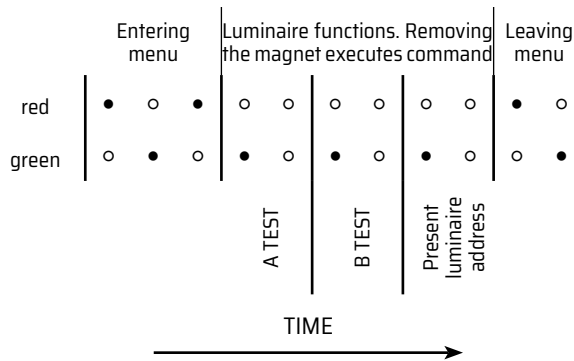 Entering
menu
Luminaire functions. Removing
the magnet executes command
Leaving
menu
red
green
A TEST
B TEST
Present
luminaire
address
TIME